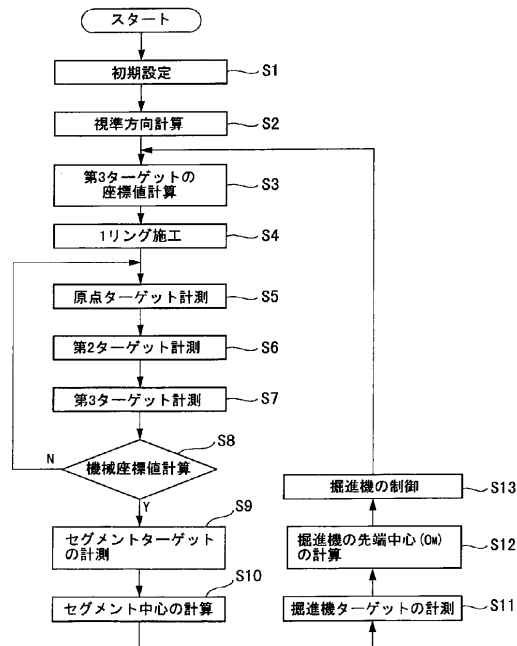 スタート
初期設定
S1
視準方向計算
S2
第3ターゲットの
座標値計算
S3
1リング施工
S4
原点ターゲット計測
S5
第2ターゲット計測
S6
第3ターゲット計測
S7
機械座標値計算
S8
N
Y
セグメントターゲット
の計測
S9
セグメント中心の計算
S10
掘進機ターゲットの計測
S11
掘進機の先端中心(OM)
の計算
S12
掘進機の制御
S13